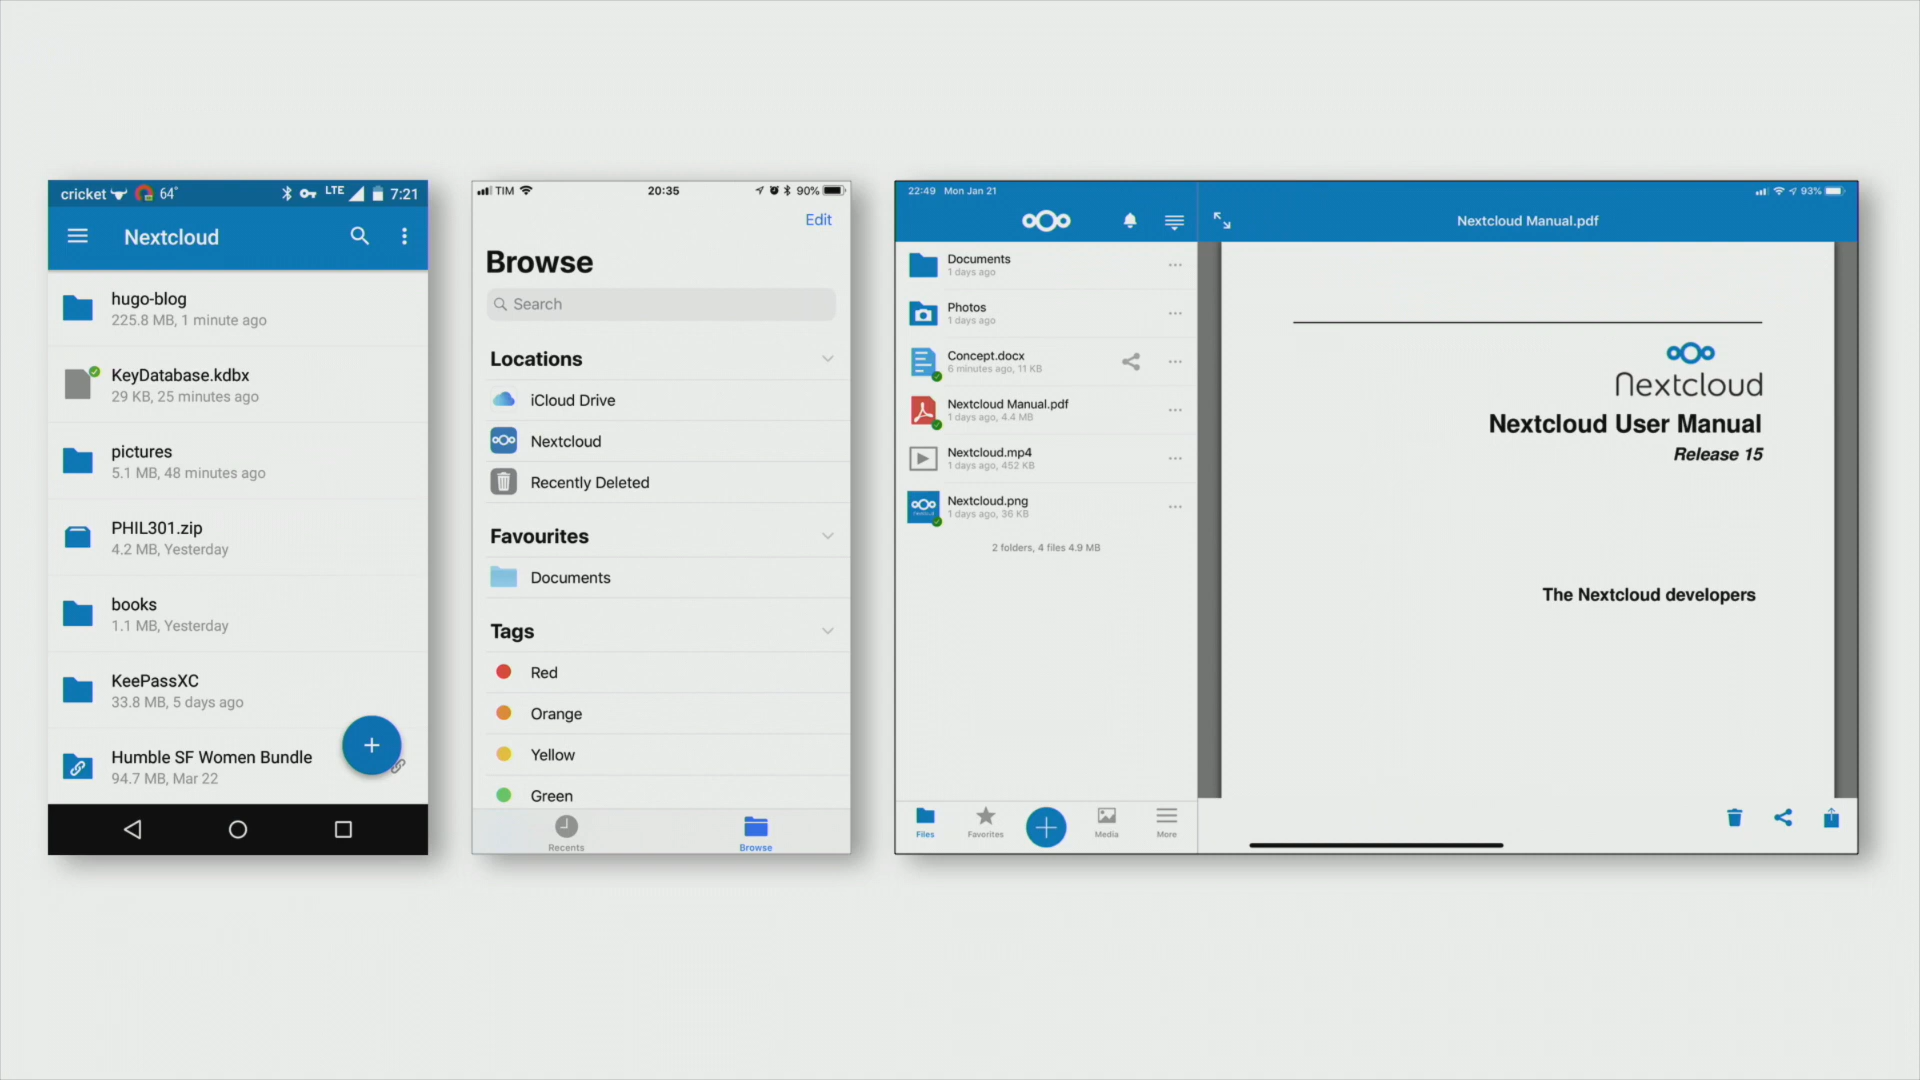 cricket 64° LTE 7:21
Nextcloud
hugo-blog
225.8 MB, 1 minute ago
KeyDatabase.kdbx
29 KB, 25 minutes ago
pictures
5.1 MB, 48 minutes ago
PHIL301.zip
4.2 MB, Yesterday
books
1.1 MB, Yesterday
KeePassXC
33.8 MB, 5 days ago
Humble SF Women Bundle
94.7 MB, Mar 22
TIM 20:35 90%
Edit
Browse
Search
Locations
iCloud Drive
Nextcloud
Recently Deleted
Favourites
Documents
Tags
Red
Orange
Yellow
Green
Recents Browse
22:49 Mon Jan 21 93%
Nextcloud Manual.pdf
Documents
1 days ago
Photos
1 days ago
Concept.docx
6 minutes ago, 11 KB
Nextcloud Manual.pdf
1 days ago, 4.4 MB
Nextcloud.mp4
1 days ago, 452 KB
Nextcloud.png
1 days ago, 36 KB
2 folders, 4 files 4.9 MB
Files Favorites Media More
Nextcloud
Nextcloud User Manual
Release 15
The Nextcloud developers